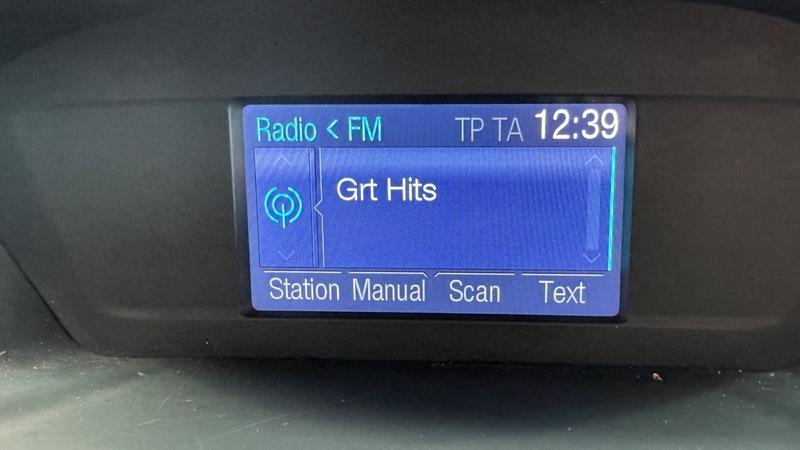 Radio < FM TP TA 12:39
Grt Hits
Station Manual Scan Text